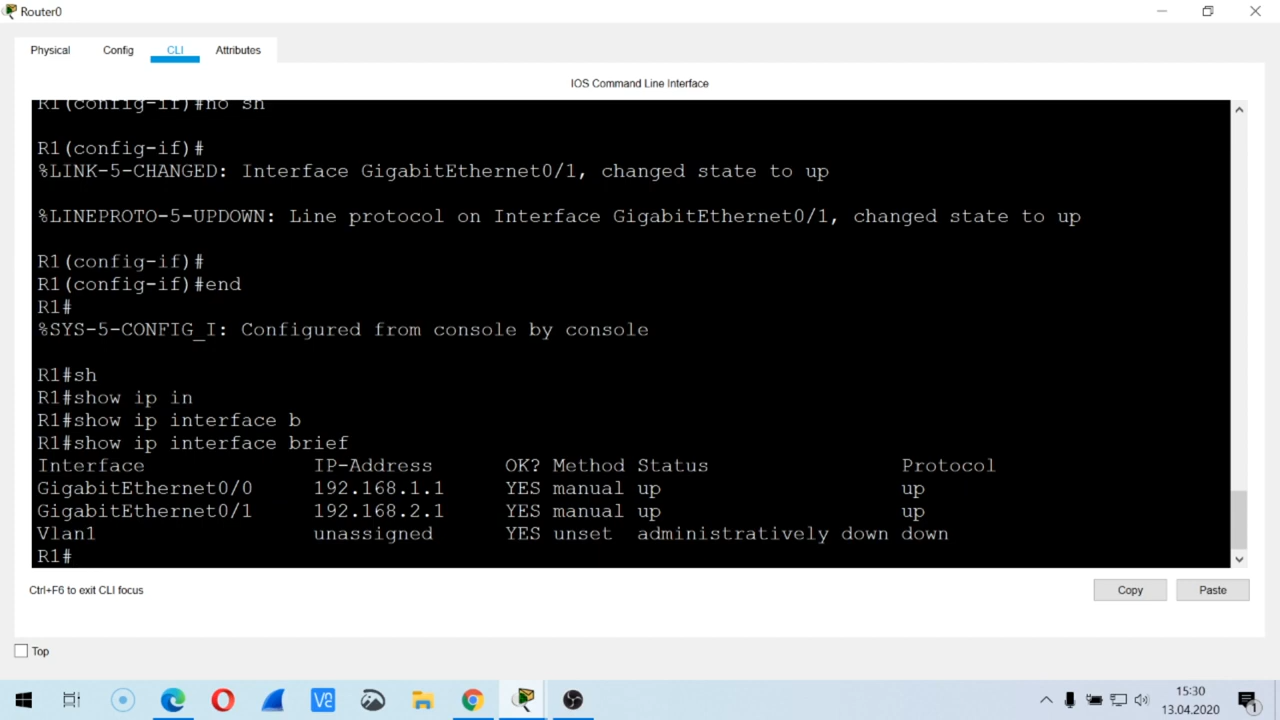 Router0
Physical Config CLI Attributes
IOS Command Line Interface
R1(config-if)#no sh
R1(config-if)#
%LINK-5-CHANGED: Interface GigabitEthernet0/1, changed state to up
%LINEPROTO-5-UPDOWN: Line protocol on Interface GigabitEthernet0/1, changed state to up
R1(config-if)#
R1(config-if)#end
R1#
%SYS-5-CONFIG_I: Configured from console by console
R1#sh
R1#show ip in
R1#show ip interface b
R1#show ip interface brief
Interface IP-Address OK? Method Status Protocol
GigabitEthernet0/0 192.168.1.1 YES manual up up
GigabitEthernet0/1 192.168.2.1 YES manual up up
Vlan1 unassigned YES unset administratively down down
R1#
Ctrl+F6 to exit CLI focus
Copy Paste
Top
15:30
13.04.2020
1